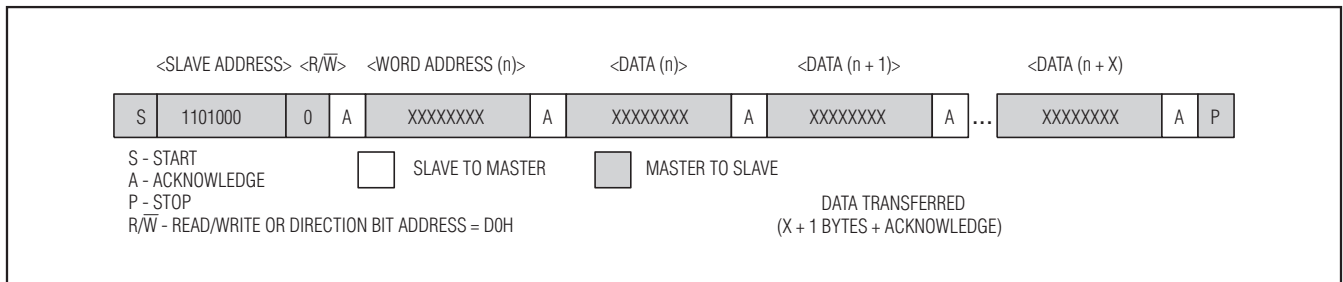 <SLAVE ADDRESS> <R/W̅> <WORD ADDRESS (n)> <DATA (n)> <DATA (n + 1)> <DATA (n + X)
S 1101000 0 A XXXXXXXX A XXXXXXXX A XXXXXXXX A ... XXXXXXXX A P
S - START
A - ACKNOWLEDGE
P - STOP
R/W̅ - READ/WRITE OR DIRECTION BIT ADDRESS = D0H
SLAVE TO MASTER
MASTER TO SLAVE
DATA TRANSFERRED
(X + 1 BYTES + ACKNOWLEDGE)